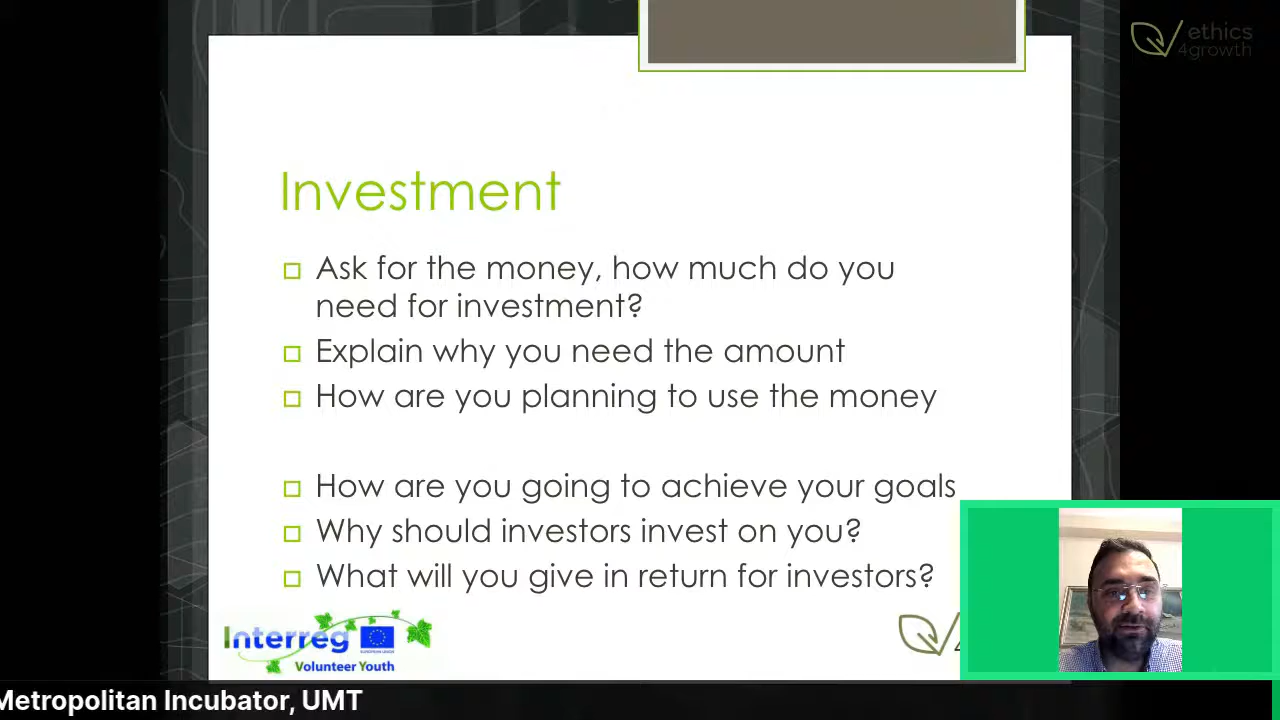 ethics
4growth
Investment
Ask for the money, how much do you
need for investment?
Explain why you need the amount
How are you planning to use the money
How are you going to achieve your goals
Why should investors invest on you?
What will you give in return for investors?
Interreg
EUROPEAN UNION
Volunteer Youth
Metropolitan Incubator, UMT